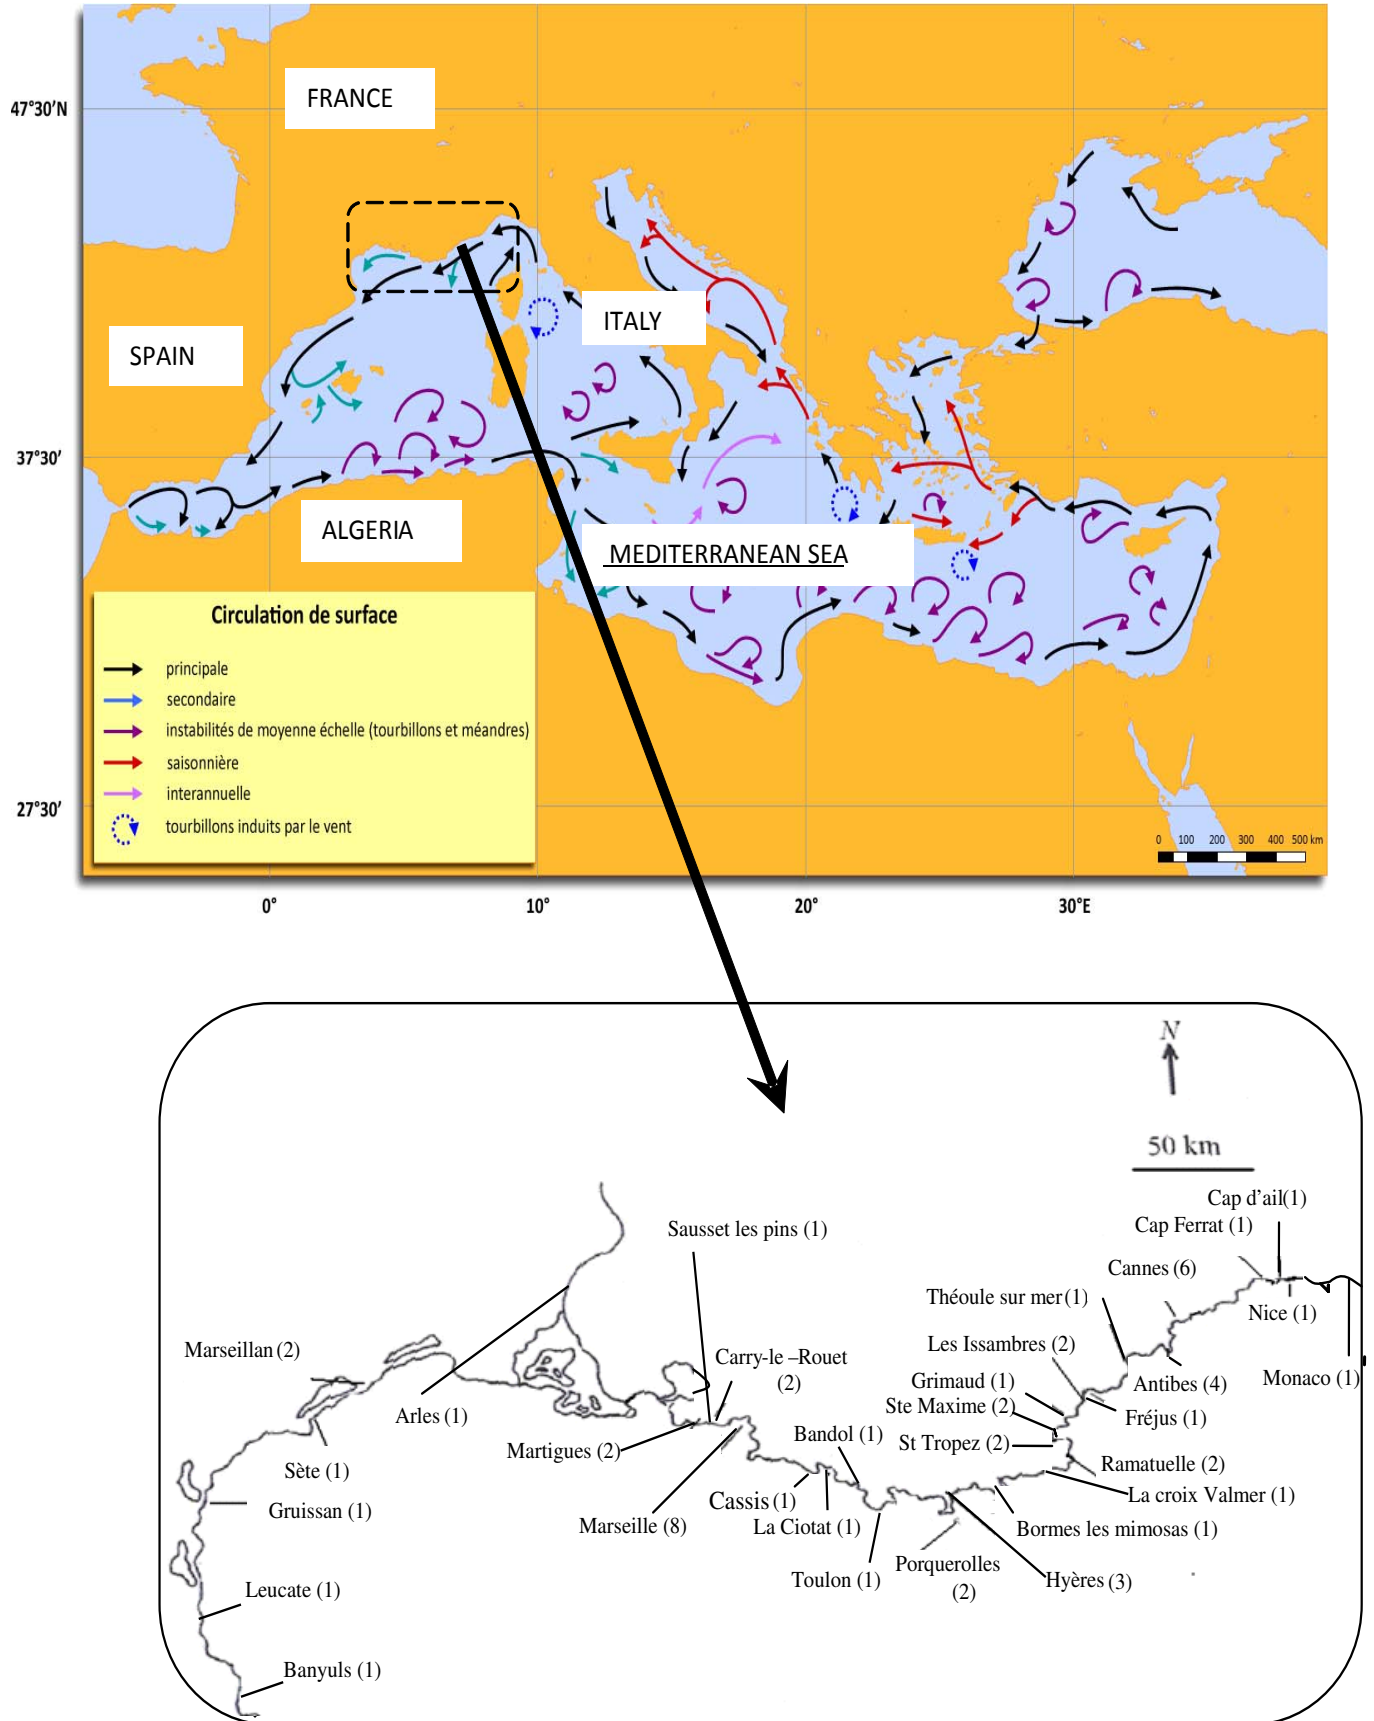 FRANCE
47°30'N
ITALY
SPAIN
37°30'
ALGERIA
MEDITERRANEAN SEA
Circulation de surface
principale
secondaire
instabilités de moyenne échelle (tourbillons et méandres)
saisonnière
interannuelle
tourbillons induits par le vent
27°30'
0 100 200 300 400 500 km
0° 10° 20° 30°E
N
50 km
Cap d'ail(1)
Cap Ferrat (1)
Sausset les pins (1)
Cannes (6)
Théoule sur mer(1)
Nice (1)
Les Issambres (2)
Marseillan (2)
Carry-le –Rouet
(2)
Monaco(1)
Grimaud (1)
Antibes (4)
Ste Maxime (2)
Arles (1)
Fréjus (1)
Bandol (1)
St Tropez (2)
Martigues (2)
Ramatuelle (2)
Sète (1)
La croix Valmer (1)
Cassis(1)
Gruissan (1)
Marseille (8)
La Ciotat (1)
Bormes les mimosas (1)
Porquerolles
(2)
Toulon (1)
Hyères(3)
Leucate (1)
Banyuls (1)